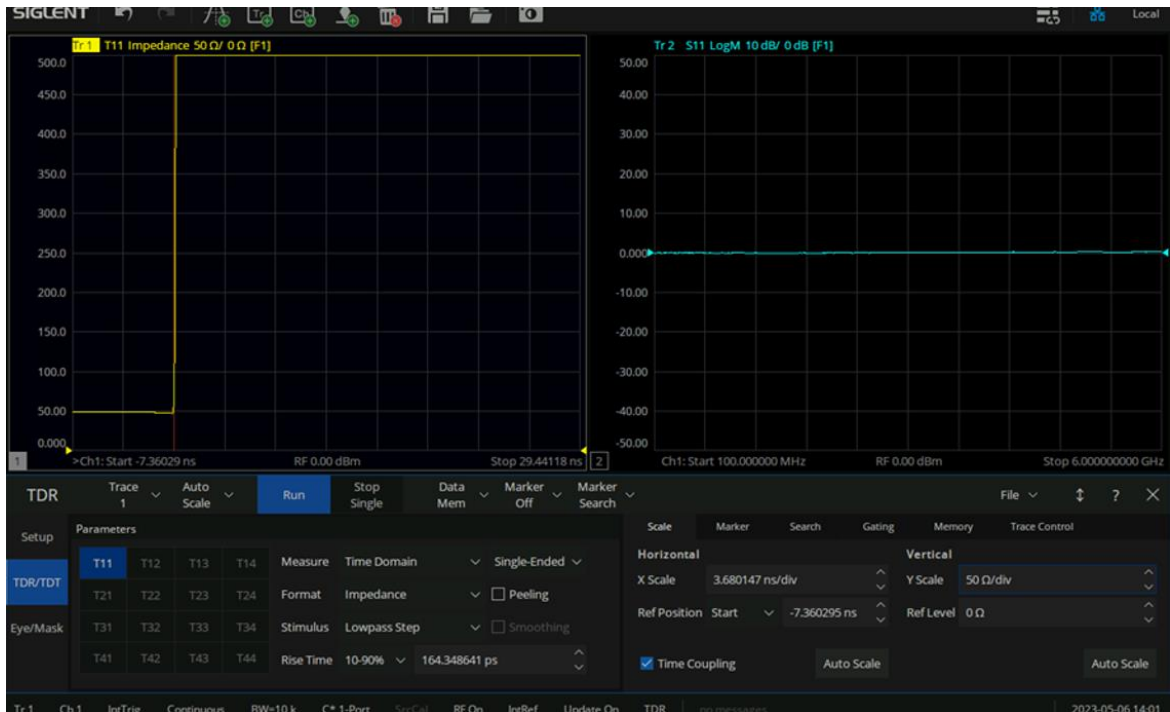 SIGLENT
Local
Tr 1 T11 Impedance 50 Ω/ 0 Ω [F1]
500.0
450.0
400.0
350.0
300.0
250.0
200.0
150.0
100.0
50.00
0.000
1 >Ch1: Start -7.36029 ns RF 0.00 dBm Stop 29.44118 ns
Tr 2 S11 LogM 10 dB/ 0 dB [F1]
50.00
40.00
30.00
20.00
10.00
0.000
-10.00
-20.00
-30.00
-40.00
-50.00
2 Ch1: Start 100.000000 MHz RF 0.00 dBm Stop 6.000000000 GHz
TDR Trace 1 Auto Scale Run Stop Single Data Mem Marker Off Marker Search File ?
Setup
TDR/TDT
Eye/Mask
Parameters
T11 T12 T13 T14
T21 T22 T23 T24
T31 T32 T33 T34
T41 T42 T43 T44
Measure Time Domain Single-Ended
Format Impedance Peeling
Stimulus Lowpass Step Smoothing
Rise Time 10-90% 164.348641 ps
Scale Marker Search Gating Memory Trace Control
Horizontal
X Scale 3.680147 ns/div
Ref Position Start -7.360295 ns
Time Coupling Auto Scale
Vertical
Y Scale 50 Ω/div
Ref Level 0 Ω
Auto Scale
Tr 1 Ch 1 IntTrig Continuous BW=10 k C* 1-Port SrcCal RF On IntRef Update On TDR no messages 2023-05-06 14:01